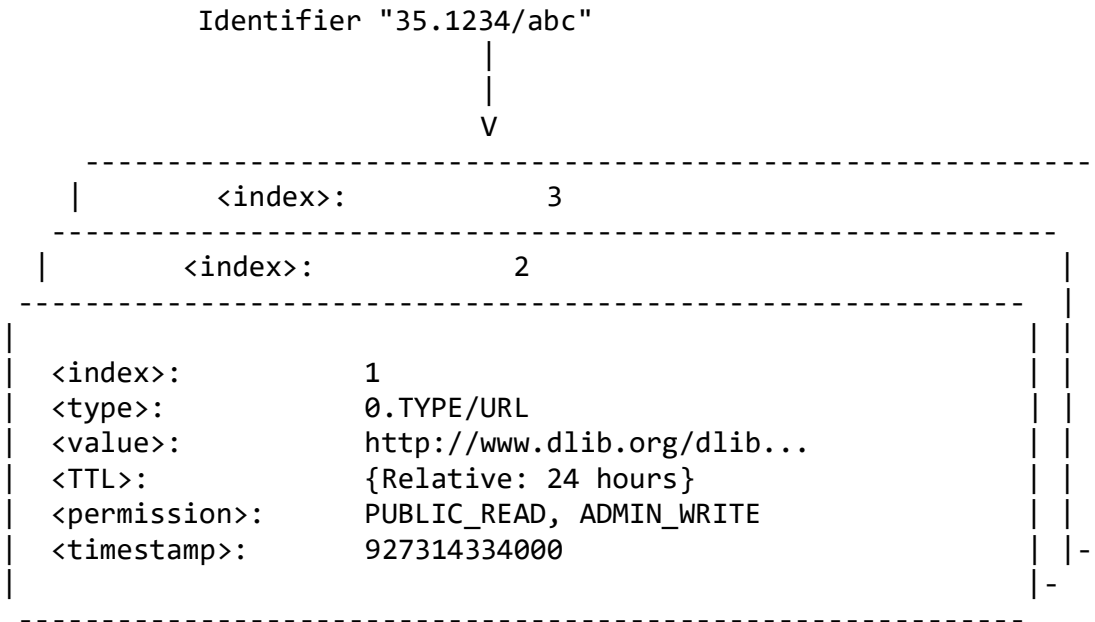 Identifier "35.1234/abc"
<index>: 3
<index>: 2
<index>: 1
<type>: 0.TYPE/URL
<value>: http://www.dlib.org/dlib...
<TTL>: {Relative: 24 hours}
<permission>: PUBLIC_READ, ADMIN_WRITE
<timestamp>: 927314334000